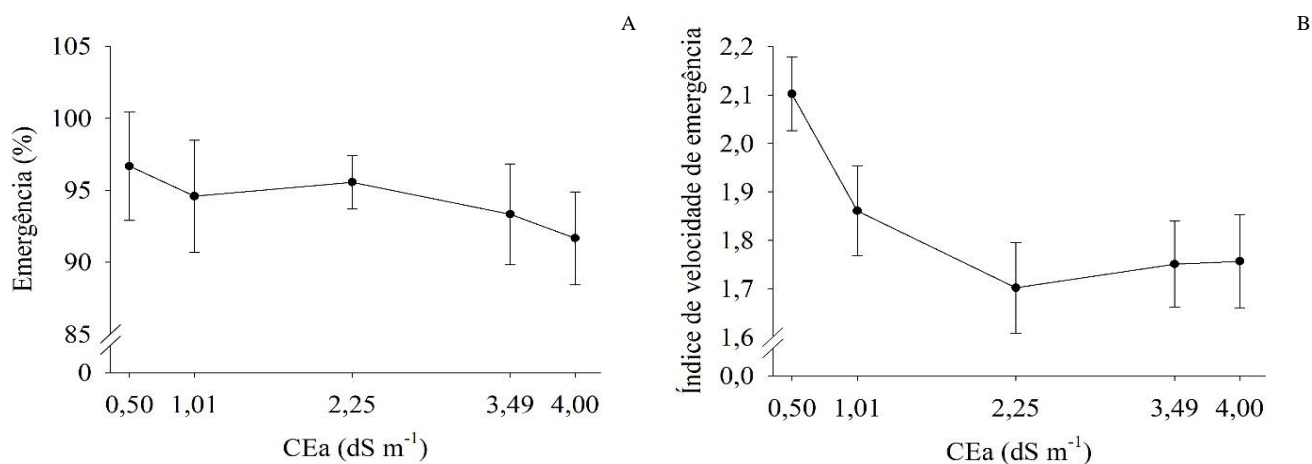 A
Emergência (%)
105
100
95
90
85
0
0,50 1,01 2,25 3,49 4,00
CEa (dS m⁻¹)
B
Índice de velocidade de emergência
2,2
2,1
2,0
1,9
1,8
1,7
1,6
0,0
0,50 1,01 2,25 3,49 4,00
CEa (dS m⁻¹)